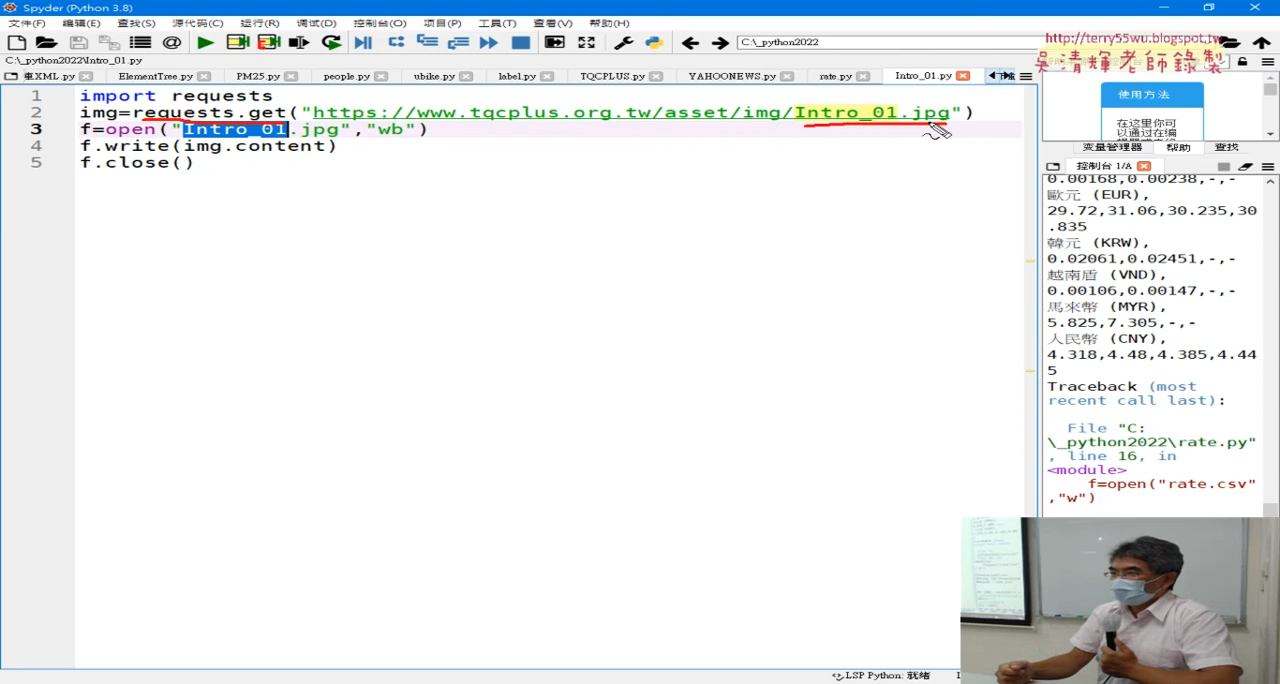 Spyder (Python 3.8)
文件(F) 编辑(E) 查找(S) 源代码(C) 运行(R) 调试(D) 控制台(O) 项目(P) 工具(T) 查看(V) 帮助(H)
C:\_python2022
http://terry55wu.blogspot.tw
吳清輝老師錄製
C:\_python2022\Intro_01.py
重XML.py ElementTree.py PM25.py people.py ubike.py label.py TQCPLUS.py YAHOONEWS.py rate.py Intro_01.py
1 import requests
2 img=requests.get("https://www.tqcplus.org.tw/asset/img/Intro_01.jpg")
3 f=open("Intro_01.jpg","wb")
4 f.write(img.content)
5 f.close()
使用方法
在这里你可
以通过在编
变量管理器 帮助 查找
控制台 1/A
0.00168,0.00238,-,-
歐元 (EUR),
29.72,31.06,30.235,30
.835
韓元 (KRW),
0.02061,0.02451,-,-
越南盾 (VND),
0.00106,0.00147,-,-
馬來幣 (MYR),
5.825,7.305,-,-
人民幣 (CNY),
4.318,4.48,4.385,4.44
5
Traceback (most
recent call last):
File "C:
\_python2022\rate.py"
, line 16, in
<module>
f=open("rate.csv"
,"w")
LSP Python: 就绪